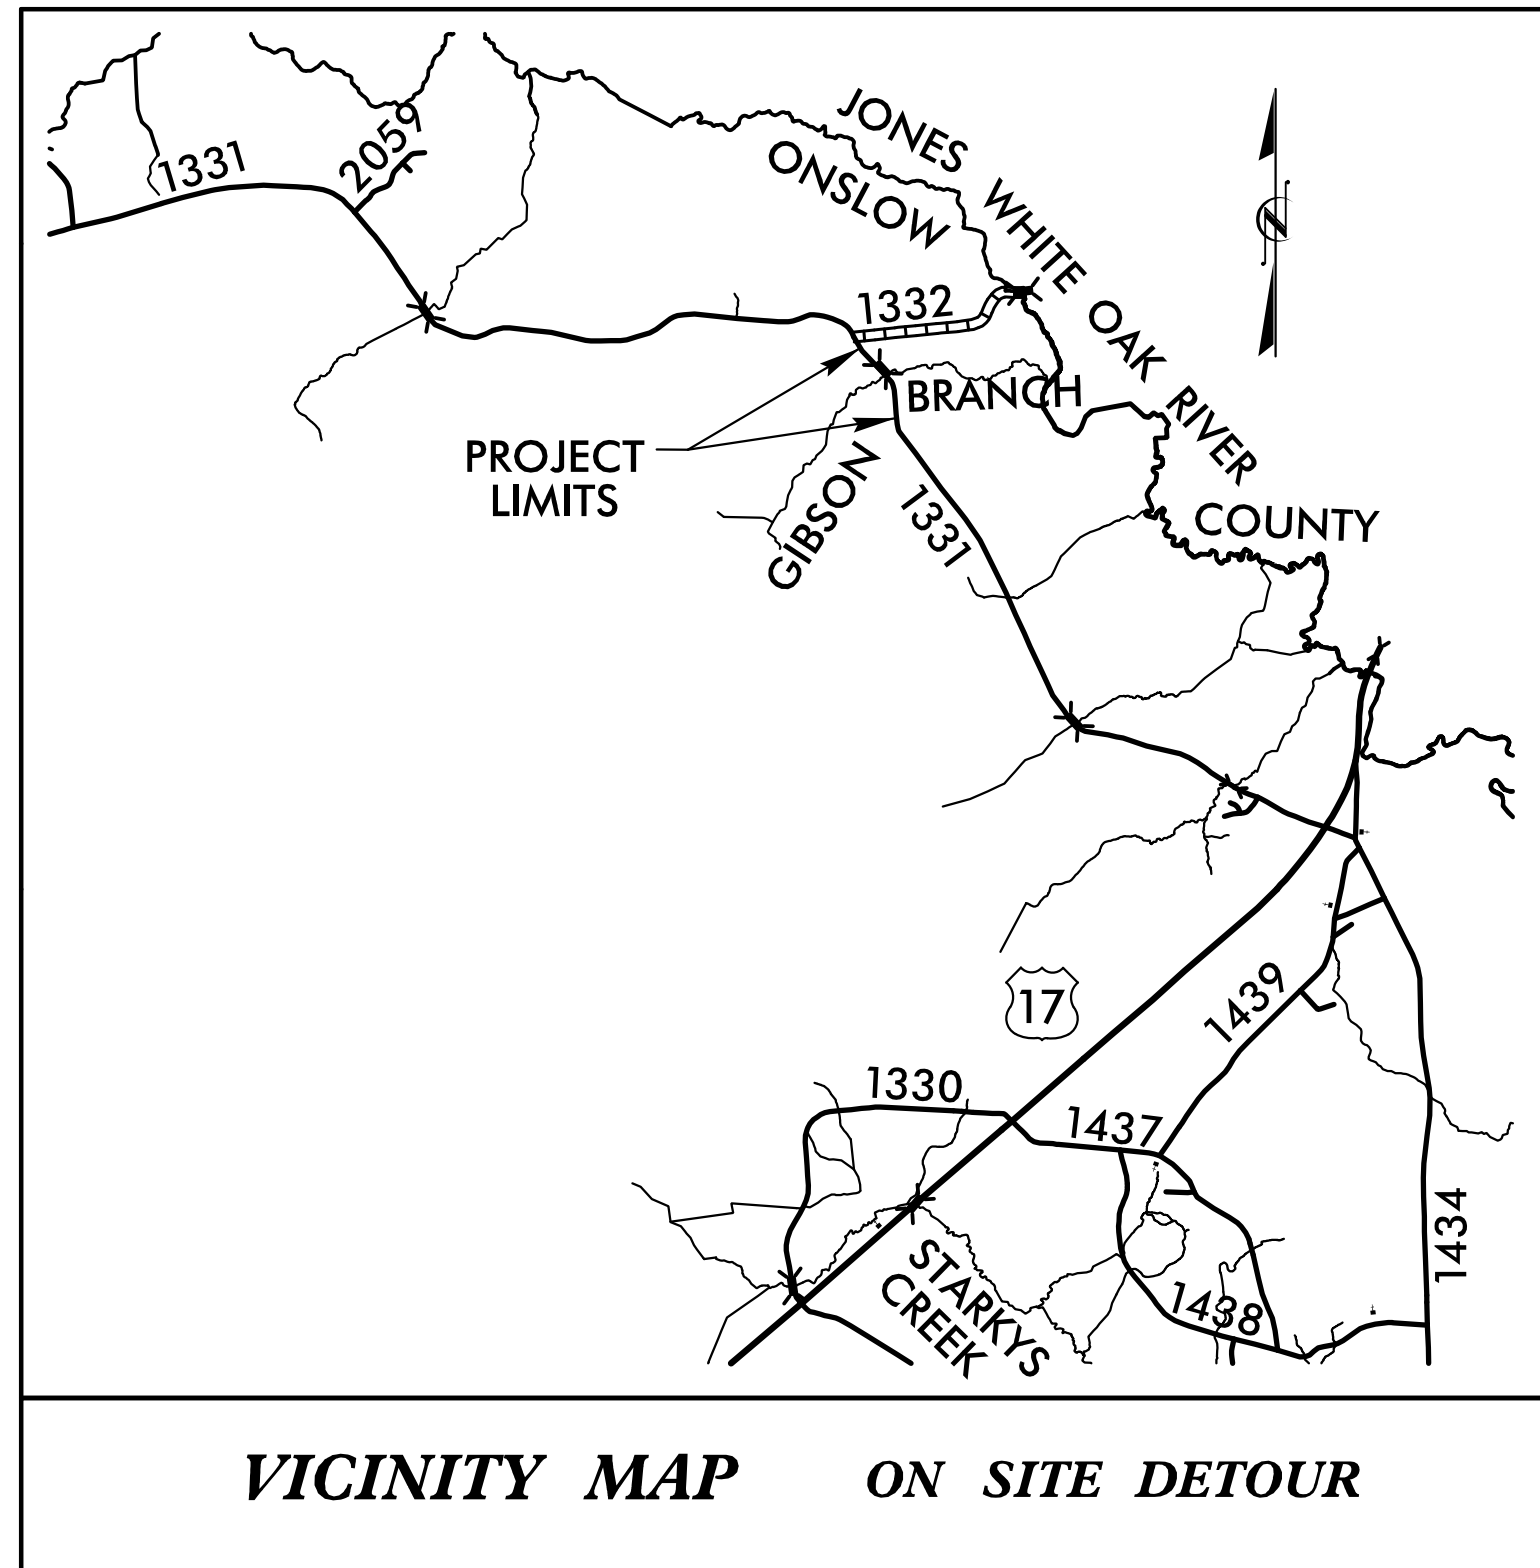 JONES WHITE OAK RIVER COUNTY
ONSLOW
N
2059
1331
1332
BRANCH
PROJECT
LIMITS
GIBSON
1331
17
1439
1330
1437
1434
STARKYS
CREEK
1438
VICINITY MAP ON SITE DETOUR